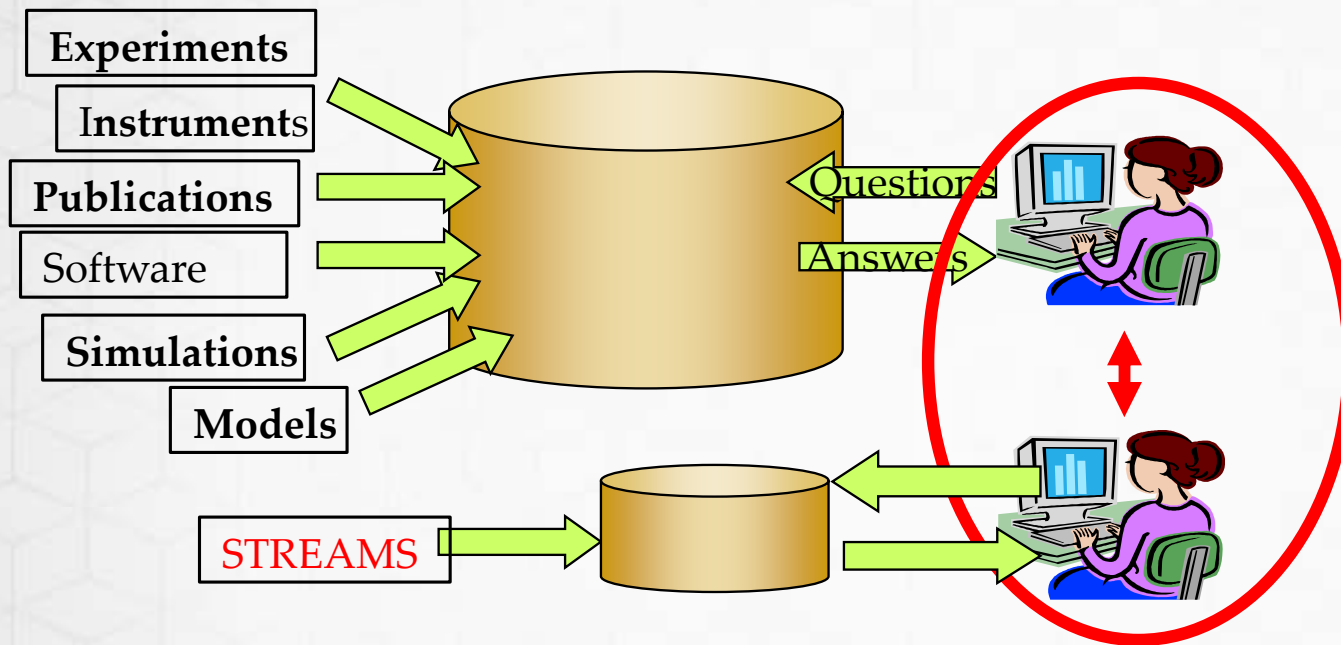 Experiments
Instruments
Publications
Software
Simulations
Models
Questions
Answers
STREAMS